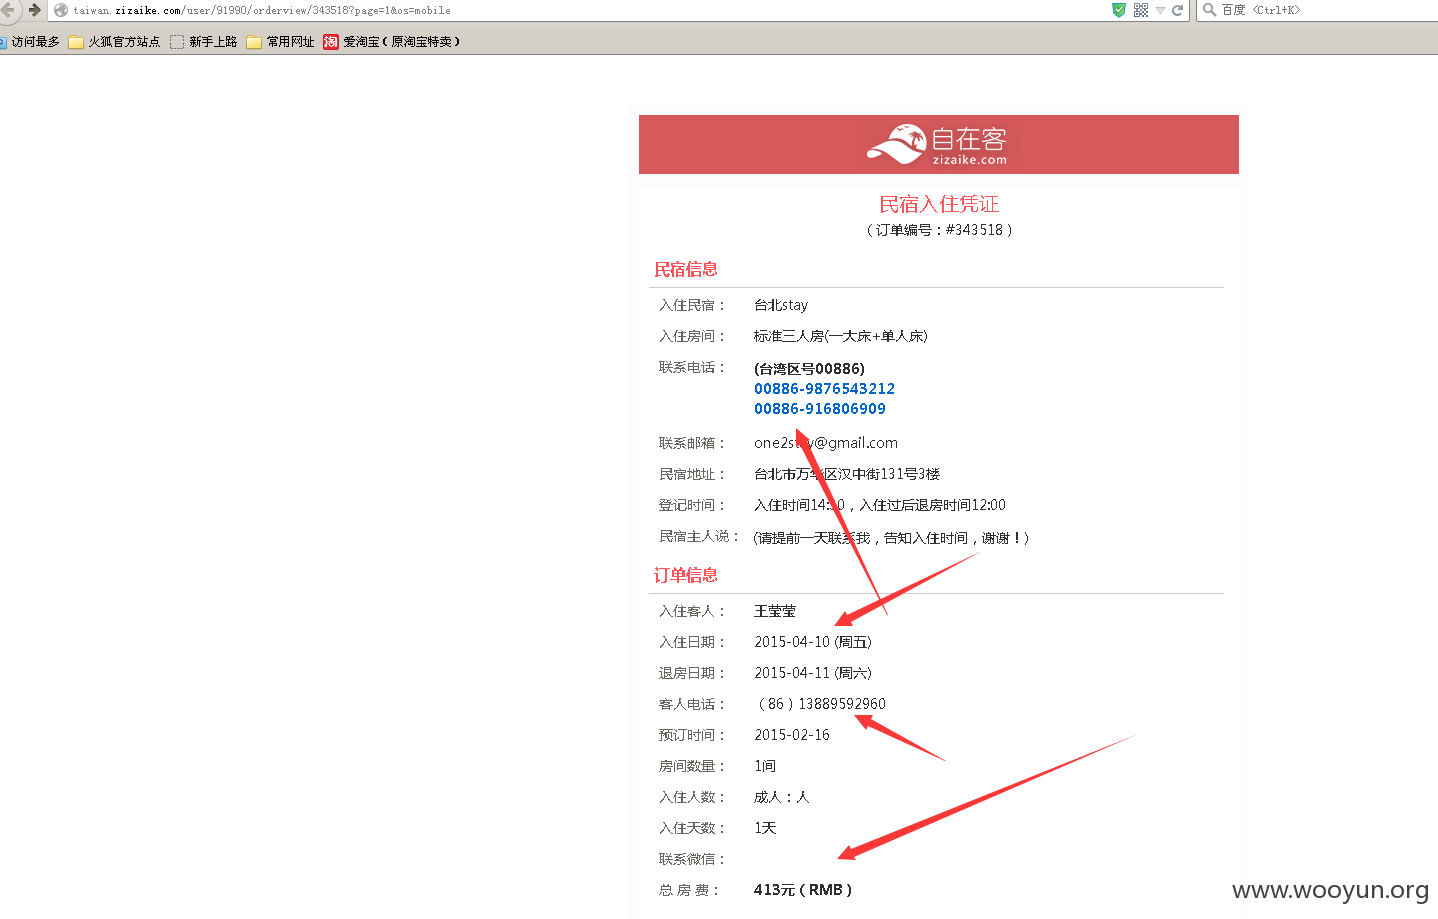 taiwan.zizaike.com/user/91990/orderview/343518?page=1&os=mobile
百度 <Ctrl+K>
访问最多 火狐官方站点 新手上路 常用网址 淘 爱淘宝（原淘宝特卖）
自在客
zizaike.com
民宿入住凭证
（订单编号：#343518）
民宿信息
入住民宿： 台北stay
入住房间： 标准三人房(一大床+单人床)
联系电话： (台湾区号00886)
00886-9876543212
00886-916806909
联系邮箱： one2stay@gmail.com
民宿地址： 台北市万华区汉中街131号3楼
登记时间： 入住时间14:30，入住过后退房时间12:00
民宿主人说： (请提前一天联系我，告知入住时间，谢谢！)
订单信息
入住客人： 王莹莹
入住日期： 2015-04-10 (周五)
退房日期： 2015-04-11 (周六)
客人电话： （86）13889592960
预订时间： 2015-02-16
房间数量： 1间
入住人数： 成人：人
入住天数： 1天
联系微信：
总 房 费： 413元（RMB）
www.wooyun.org